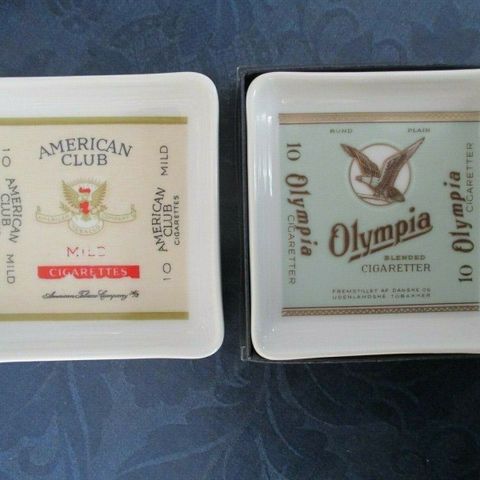 AMERICAN
CLUB
MILD
CIGARETTES
American Tobacco Company A/S
10
AMERICAN
CLUB
MILD
10
AMERICAN
CLUB
CIGARETTES
MILD
RUND PLAIN
Olympia
BLENDED
CIGARETTER
FREMSTILLET AF DANSKE OG
UDENLANDSKE TOBAKKER
10 Olympia
CIGARETTER
10 Olympia
CIGARETTER